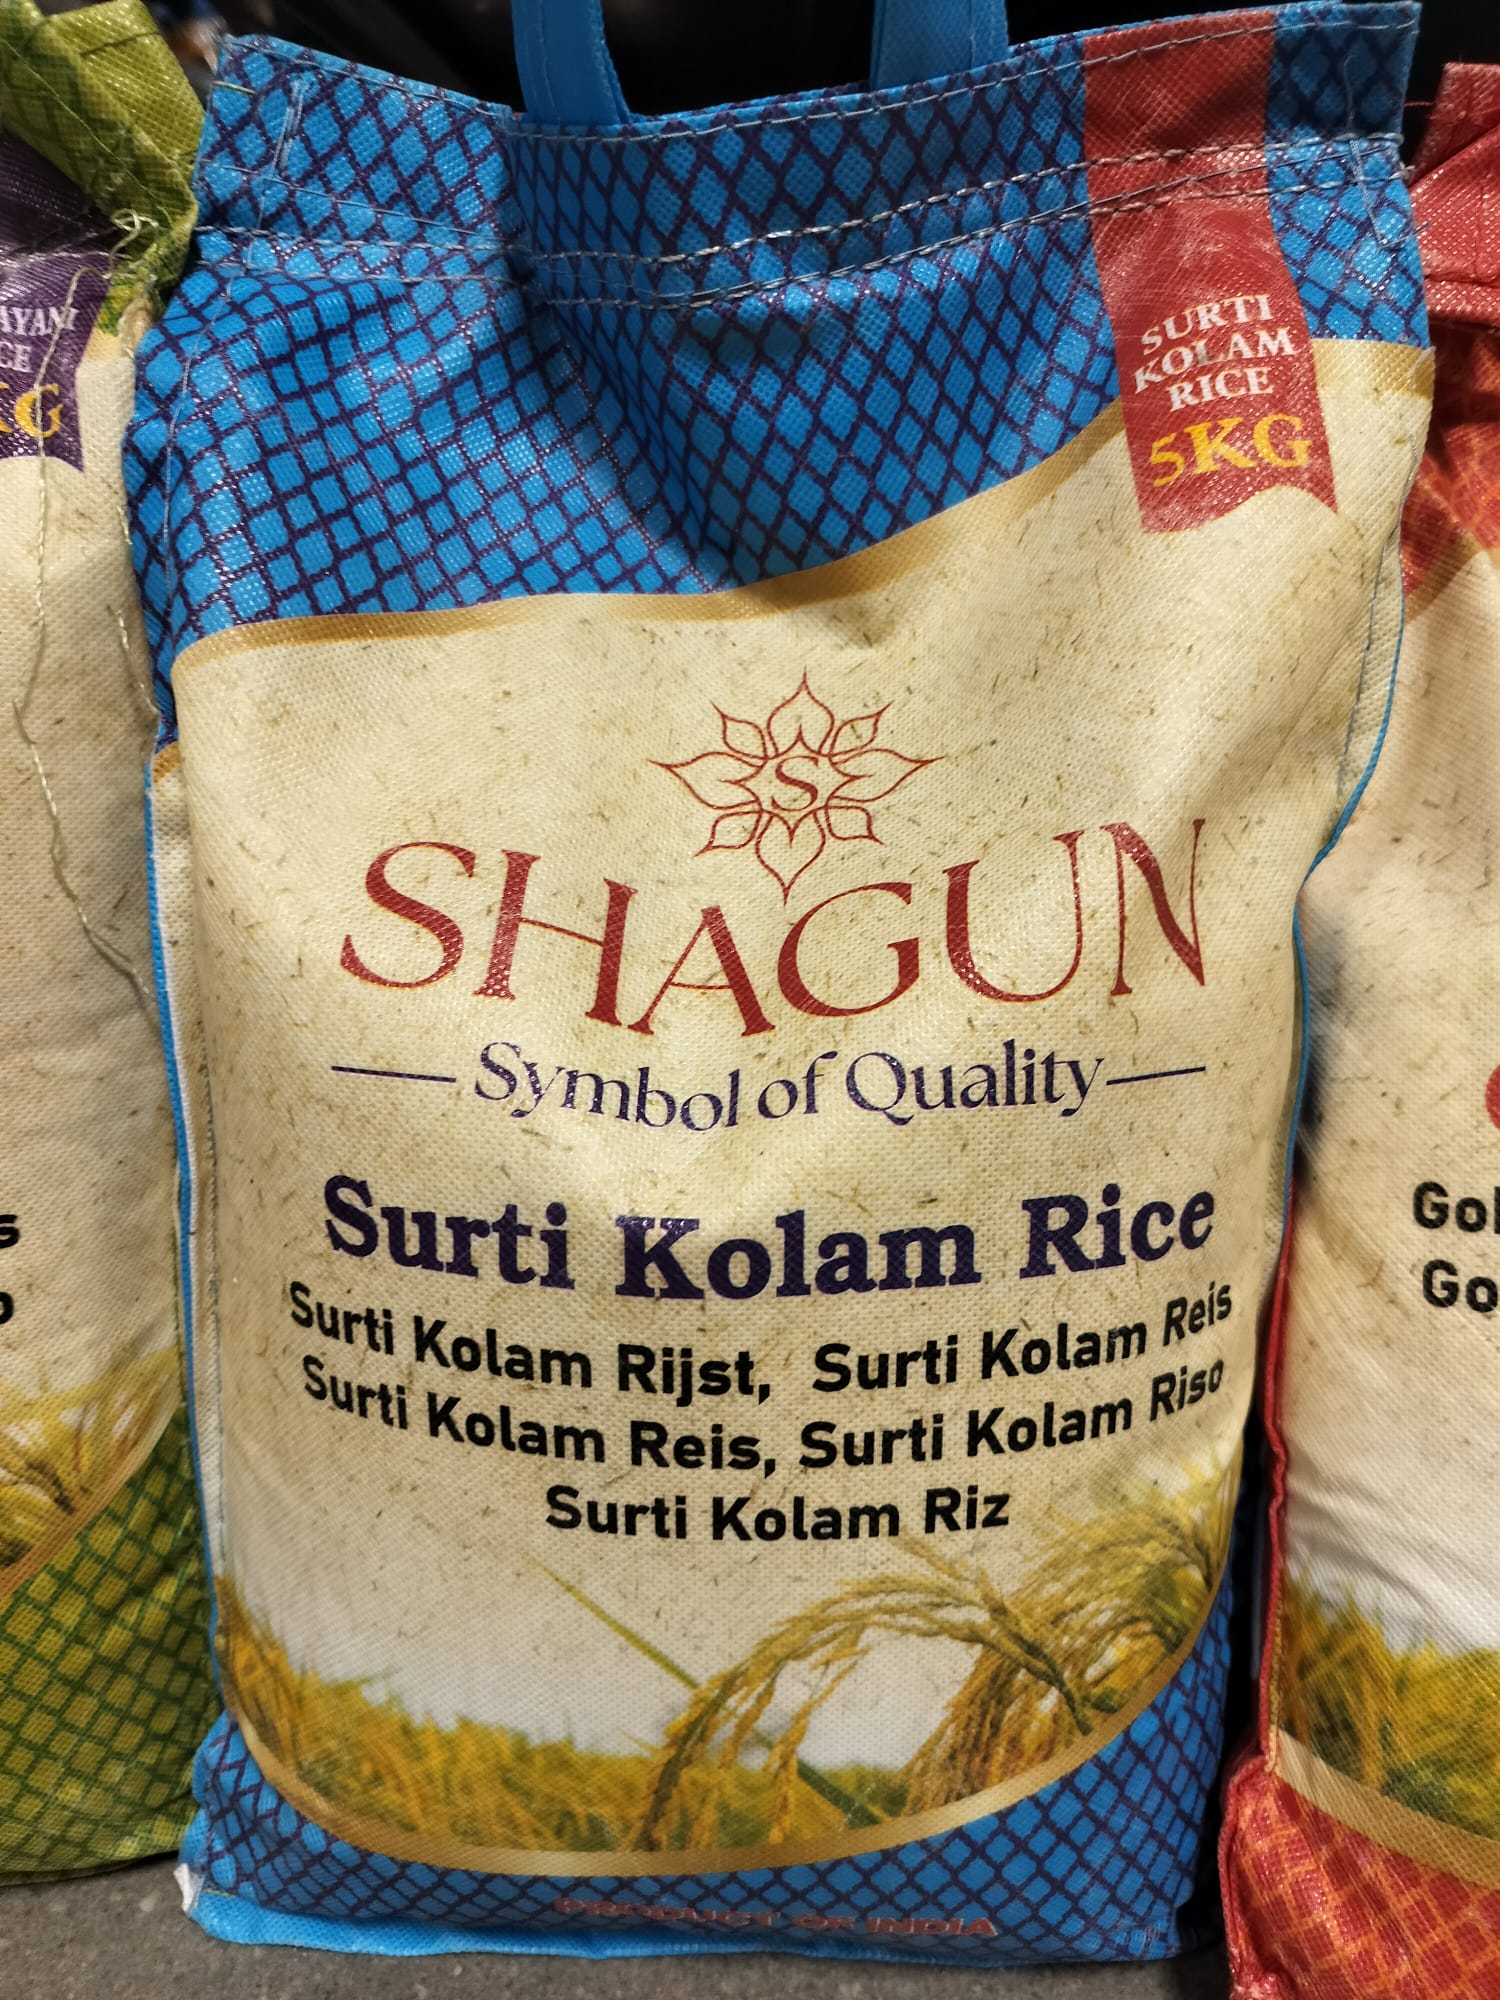 SURTI
KOLAM
RICE
5KG
S
SHAGUN
Symbol of Quality
Surti Kolam Rice
Surti Kolam Rijst, Surti Kolam Reis
Surti Kolam Reis, Surti Kolam Riso
Surti Kolam Riz
PRODUCT OF INDIA
KG